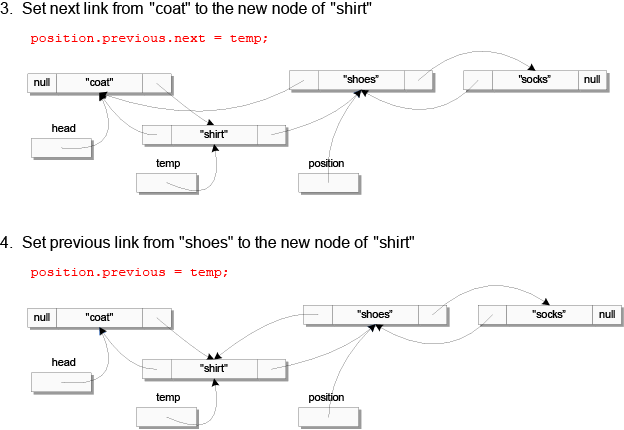 3. Set next link from "coat" to the new node of "shirt"
position.previous.next = temp;
null "coat" "shoes" "socks" null
head "shirt"
temp position
4. Set previous link from "shoes" to the new node of "shirt"
position.previous = temp;
null "coat" "shoes" "socks" null
head "shirt"
temp position